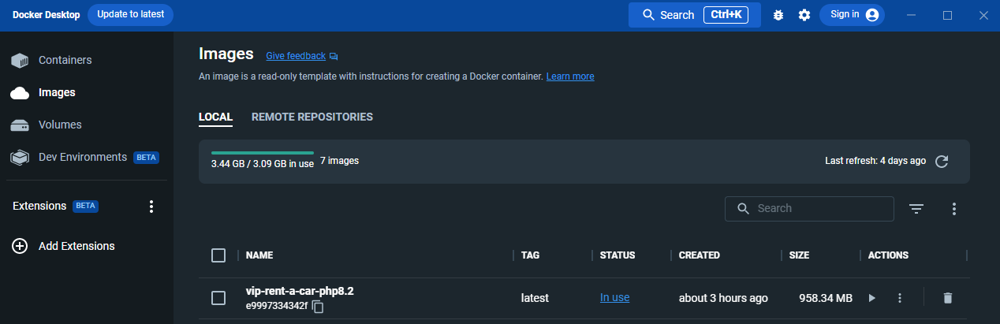 Docker Desktop Update to latest Search Ctrl+K Sign in
Containers
Images
Volumes
Dev Environments BETA
Extensions BETA
Add Extensions
Images Give feedback
An image is a read-only template with instructions for creating a Docker container. Learn more
LOCAL REMOTE REPOSITORIES
3.44 GB / 3.09 GB in use 7 images Last refresh: 4 days ago
Search
NAME TAG STATUS CREATED SIZE ACTIONS
vip-rent-a-car-php8.2
e9997334342f latest In use about 3 hours ago 958.34 MB